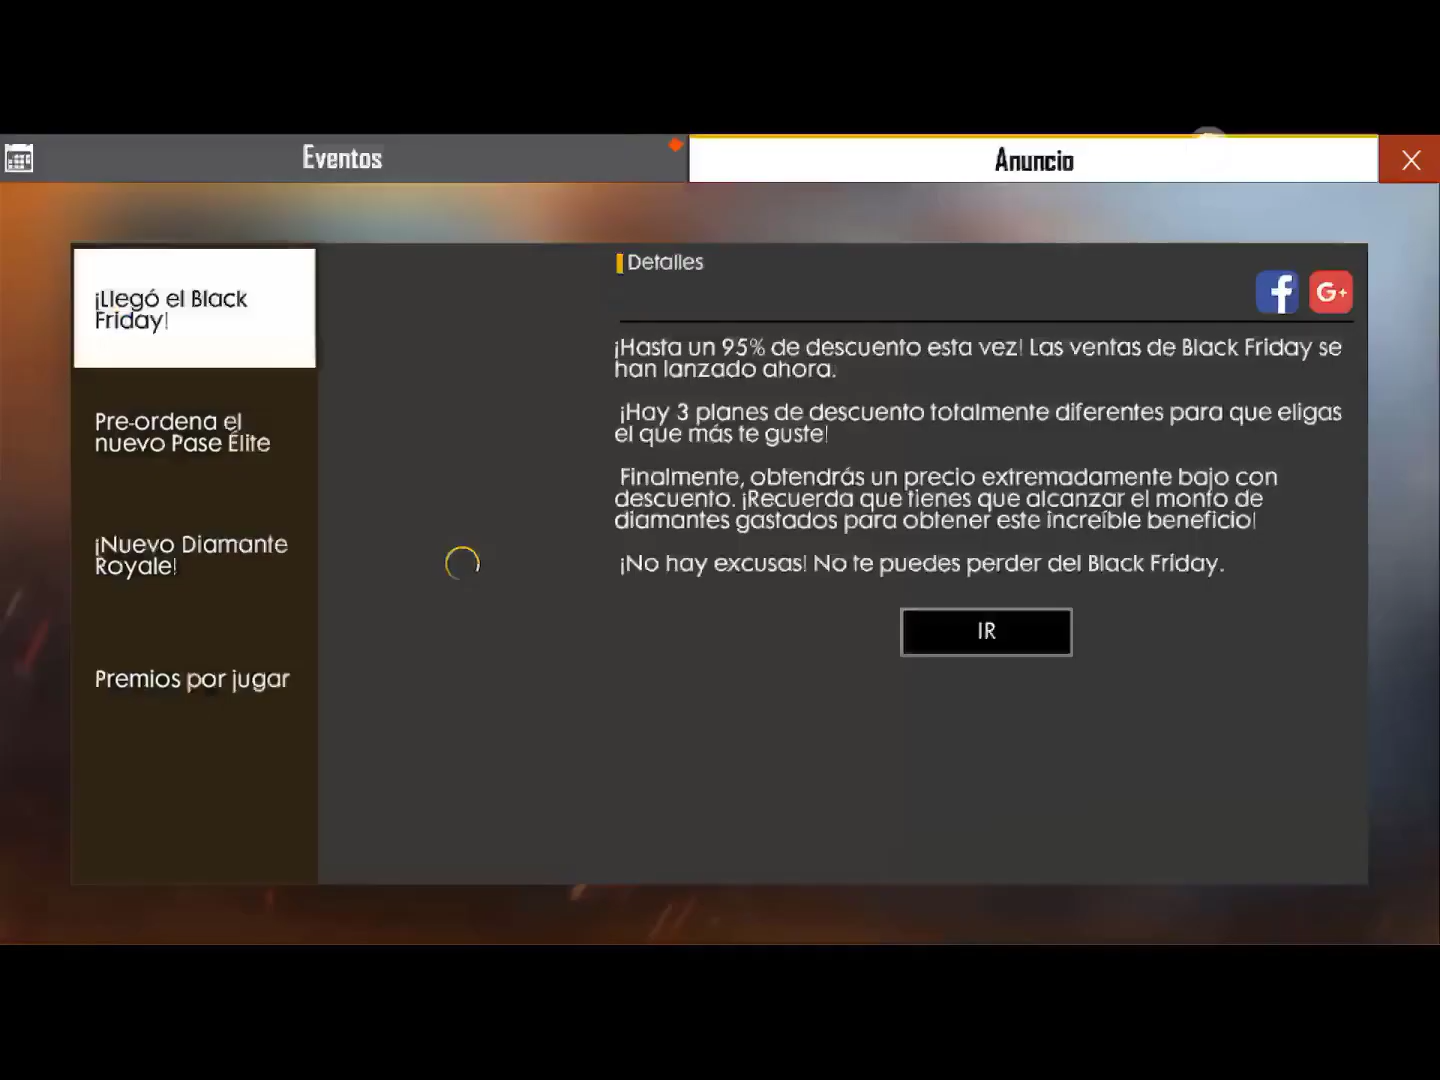 Eventos
Anuncio
X
¡Llegó el Black
Friday!
Pre-ordena el
nuevo Pase Élite
¡Nuevo Diamante
Royale!
Premios por jugar
Detalles
f
G+
¡Hasta un 95% de descuento esta vez! Las ventas de Black Friday se
han lanzado ahora.
¡Hay 3 planes de descuento totalmente diferentes para que eligas
el que más te guste!
Finalmente, obtendrás un precio extremadamente bajo con
descuento. ¡Recuerda que tienes que alcanzar el monto de
diamantes gastados para obtener este increíble beneficio!
¡No hay excusas! No te puedes perder del Black Friday.
IR